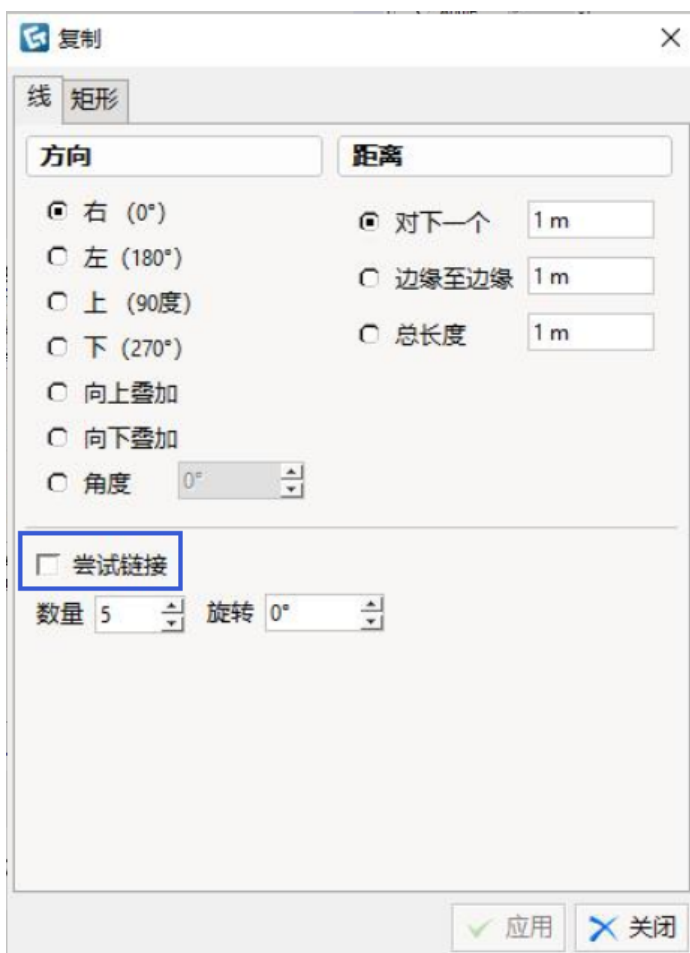 复制
线 矩形
方向 距离
右 (0°) 对下一个 1 m
左 (180°) 边缘至边缘 1 m
上 (90度) 总长度 1 m
下 (270°)
向上叠加
向下叠加
角度 0°
尝试链接
数量 5 旋转 0°
应用 关闭